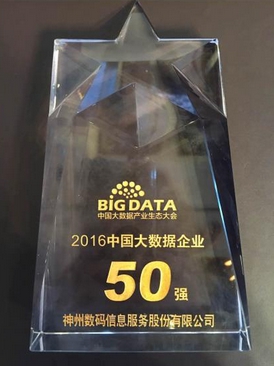 BIG DATA
中国大数据产业生态大会
2016中国大数据企业
50强
神州数码信息服务股份有限公司